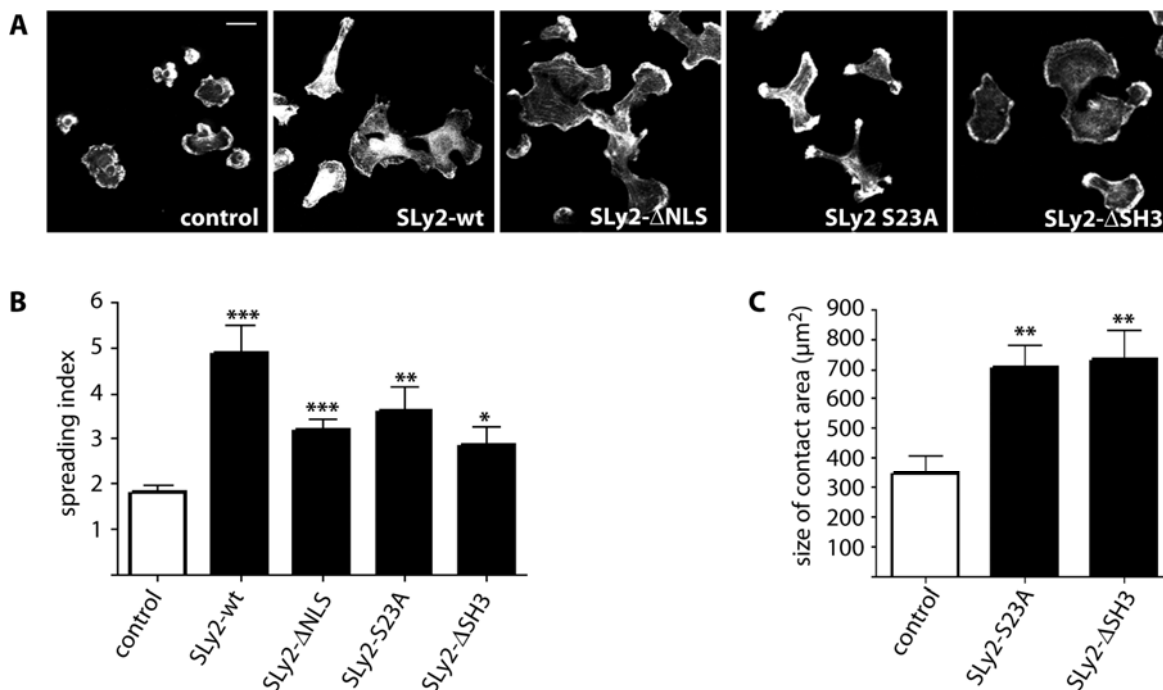 A
control
SLy2-wt
SLy2-ΔNLS
SLy2 S23A
SLy2-ΔSH3
B
spreading index
6
5
4
3
2
1
***
***
**
*
control
SLy2-wt
SLy2-ΔNLS
SLy2-S23A
SLy2-ΔSH3
C
size of contact area (µm²)
900
800
700
600
500
400
300
200
100
**
**
control
SLy2-S23A
SLy2-ΔSH3